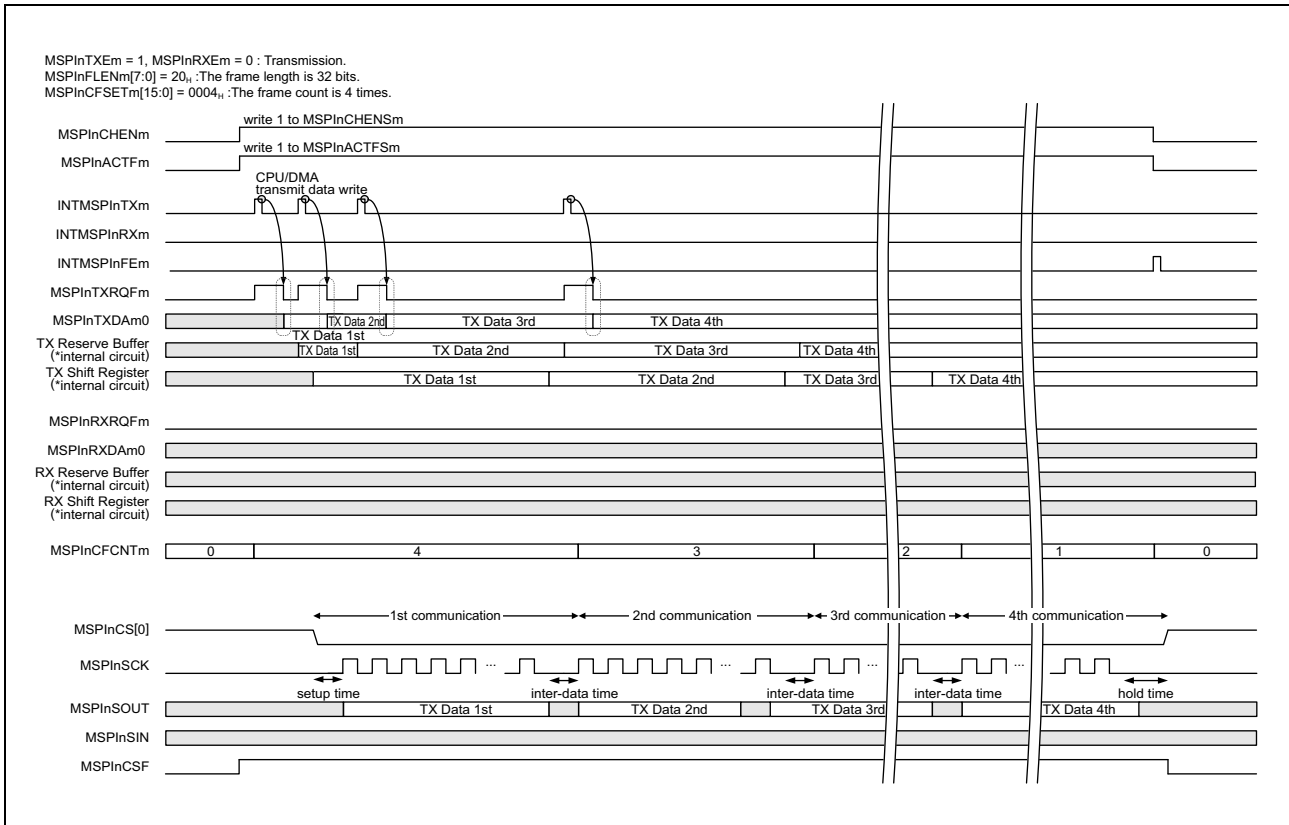 MSPInTXEm = 1, MSPInRXEm = 0 : Transmission.
MSPInFLENm[7:0] = 20H :The frame length is 32 bits.
MSPInCFSETm[15:0] = 0004H :The frame count is 4 times.
write 1 to MSPInCHENSm
MSPInCHENm
write 1 to MSPInACTFSm
MSPInACTFm
CPU/DMA
transmit data write
INTMSPInTXm
INTMSPInRXm
INTMSPInFEm
MSPInTXRQFm
MSPInTXDAm0 TX Data 2nd TX Data 3rd TX Data 4th
TX Data 1st
TX Reserve Buffer
(*internal circuit) TX Data 1st TX Data 2nd TX Data 3rd TX Data 4th
TX Shift Register
(*internal circuit) TX Data 1st TX Data 2nd TX Data 3rd TX Data 4th
MSPInRXRQFm
MSPInRXDAm0
RX Reserve Buffer
(*internal circuit)
RX Shift Register
(*internal circuit)
MSPInCFCNTm 0 4 3 2 1 0
1st communication 2nd communication 3rd communication 4th communication
MSPInCS[0]
MSPInSCK ... ... ... ...
setup time inter-data time inter-data time inter-data time hold time
MSPInSOUT TX Data 1st TX Data 2nd TX Data 3rd TX Data 4th
MSPInSIN
MSPInCSF